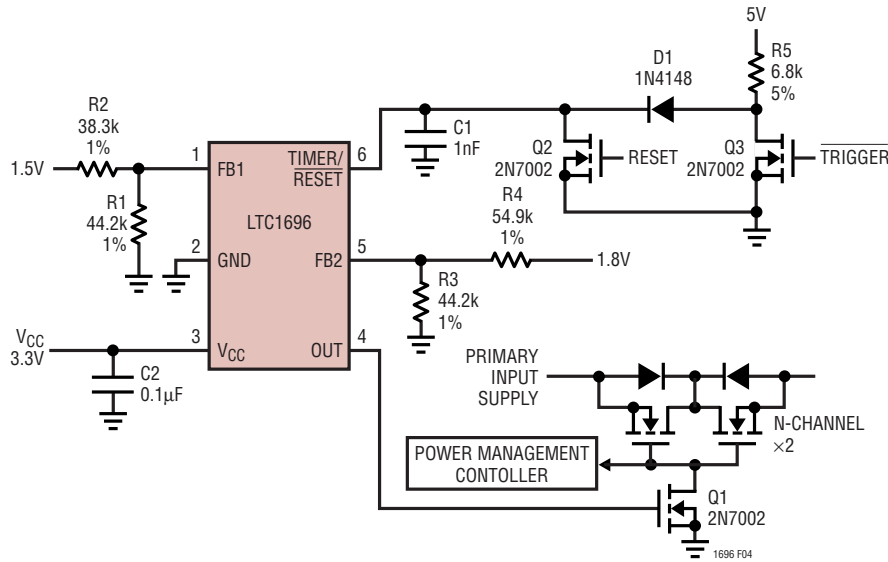 5V
D1
1N4148
R5
6.8k
5%
R2
38.3k
1%
1.5V
1
FB1
TIMER/
RESET
6
C1
1nF
Q2
2N7002
RESET
Q3
2N7002
TRIGGER
R1
44.2k
1%
LTC1696
R4
54.9k
1%
2
GND
FB2
5
1.8V
R3
44.2k
1%
VCC
3.3V
3
VCC
OUT
4
C2
0.1µF
PRIMARY
INPUT
SUPPLY
N-CHANNEL
×2
POWER MANAGEMENT
CONTOLLER
Q1
2N7002
1696 F04